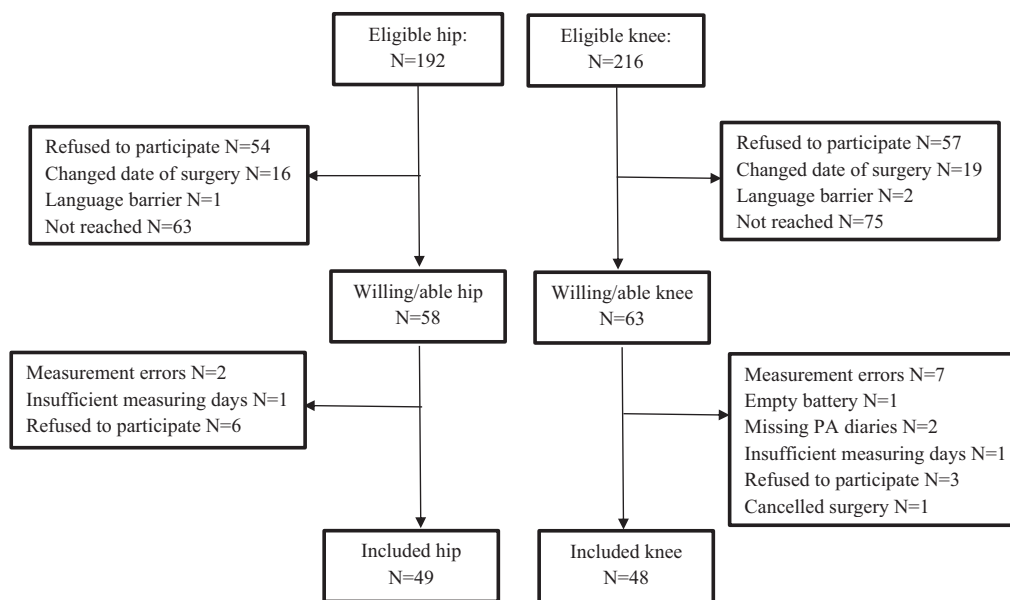 Eligible hip:
N=192
Eligible knee:
N=216
Refused to participate N=54
Changed date of surgery N=16
Language barrier N=1
Not reached N=63
Refused to participate N=57
Changed date of surgery N=19
Language barrier N=2
Not reached N=75
Willing/able hip
N=58
Willing/able knee
N=63
Measurement errors N=2
Insufficient measuring days N=1
Refused to participate N=6
Measurement errors N=7
Empty battery N=1
Missing PA diaries N=2
Insufficient measuring days N=1
Refused to participate N=3
Cancelled surgery N=1
Included hip
N=49
Included knee
N=48